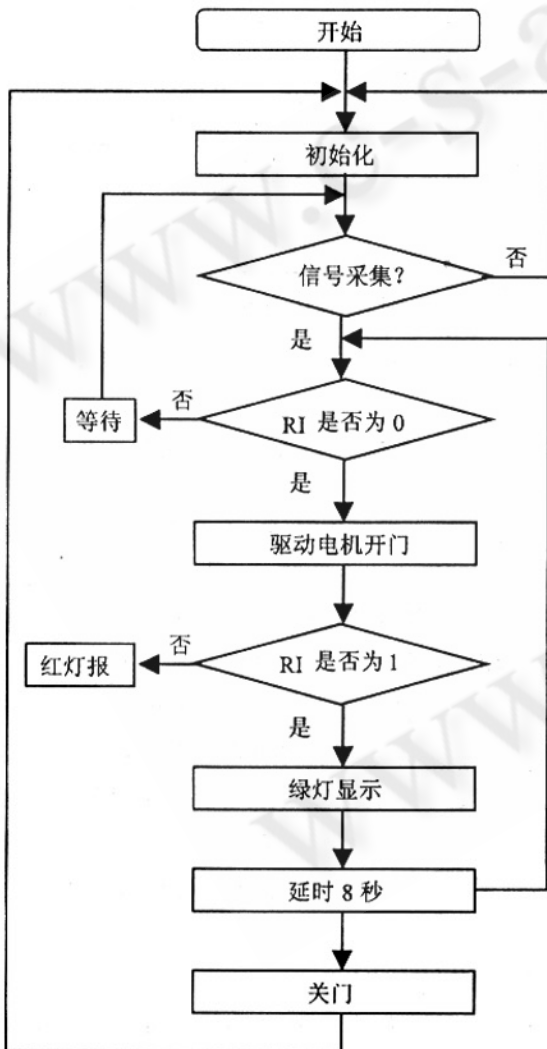 开始
初始化
信号采集?
否
是
等待
否
RI 是否为 0
是
驱动电机开门
红灯报
否
RI 是否为 1
是
绿灯显示
延时 8 秒
关门